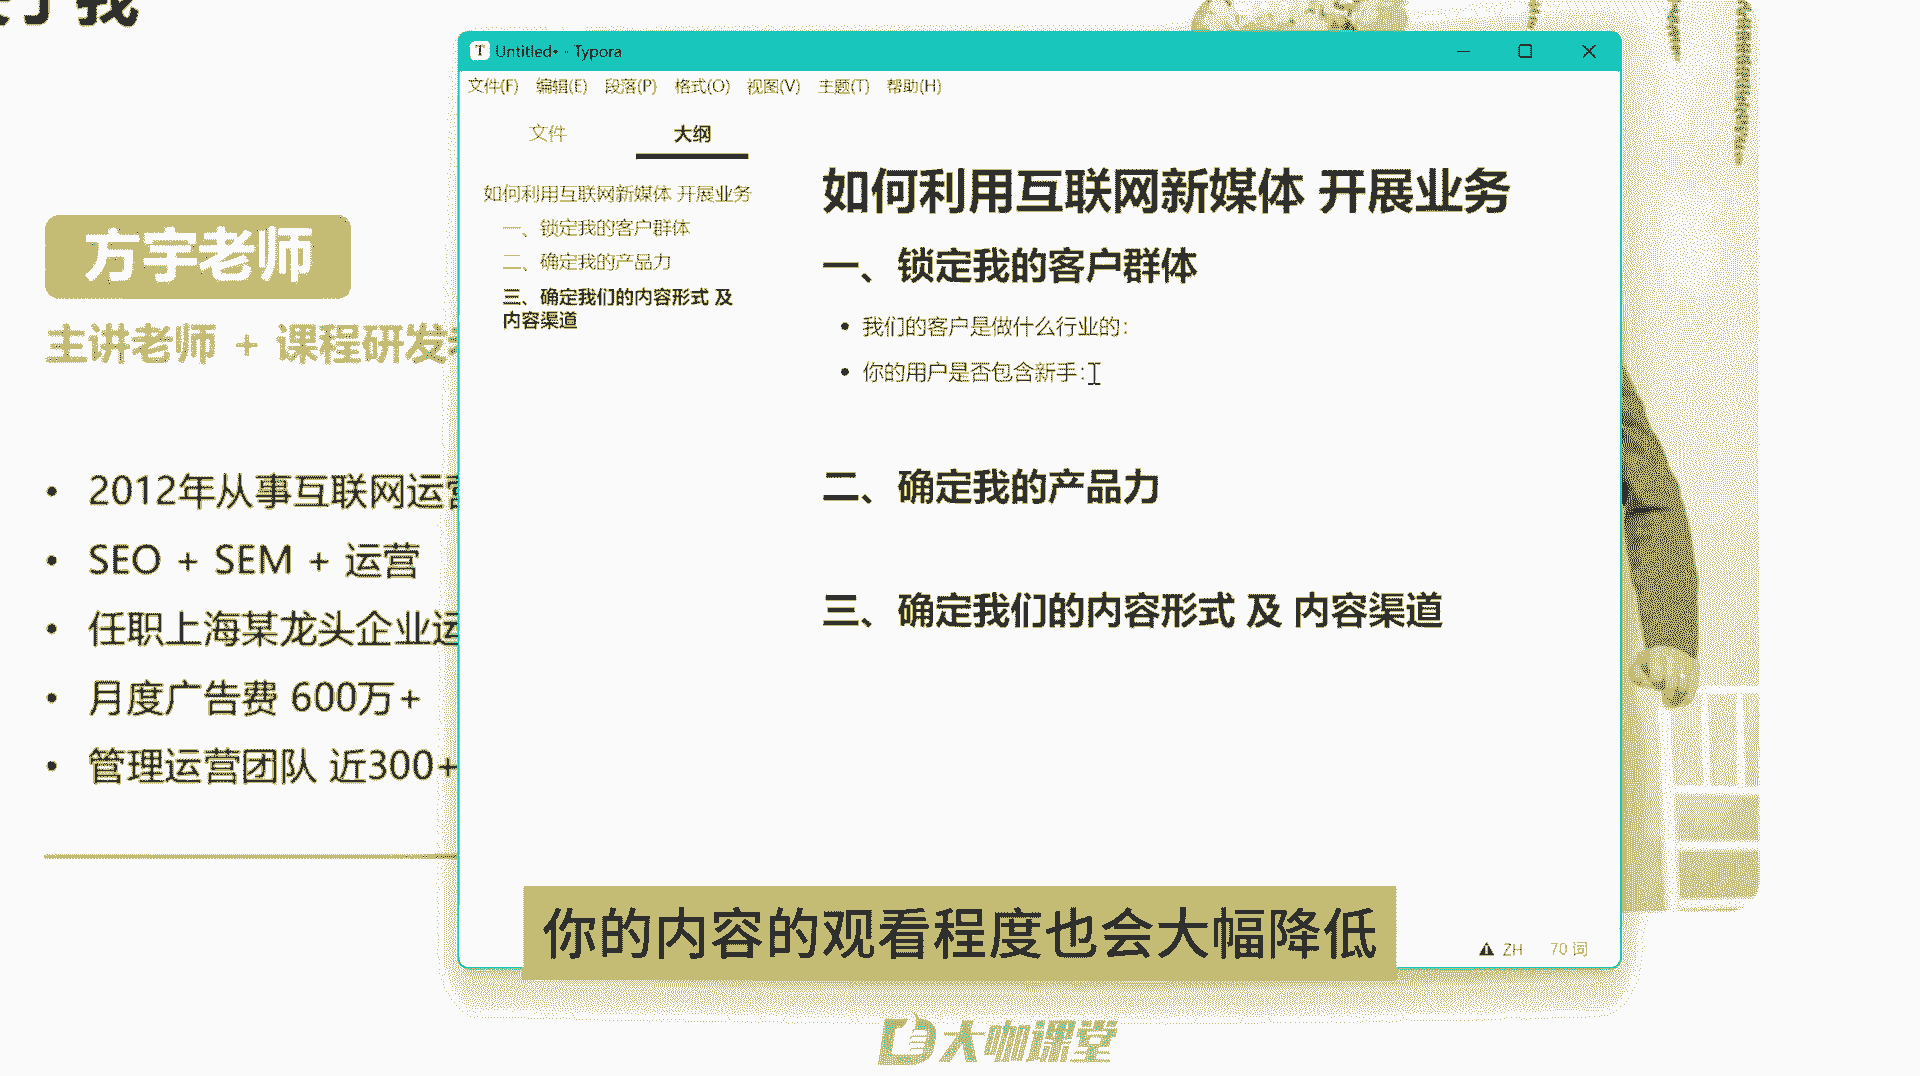 我
Untitled• - Typora
文件(F) 编辑(E) 段落(P) 格式(O) 视图(V) 主题(T) 帮助(H)
文件 大纲
如何利用互联网新媒体 开展业务
一、锁定我的客户群体
二、确定我的产品力
三、确定我们的内容形式 及
内容渠道
如何利用互联网新媒体 开展业务
一、锁定我的客户群体
• 我们的客户是做什么行业的：
• 你的用户是否包含新手：
二、确定我的产品力
三、确定我们的内容形式 及 内容渠道
ZH 70 词
方宇老师
主讲老师 + 课程研发
• 2012年从事互联网运营
• SEO + SEM + 运营
• 任职上海某龙头企业运
• 月度广告费 600万+
• 管理运营团队 近300+
你的内容的观看程度也会大幅降低
大咖课堂